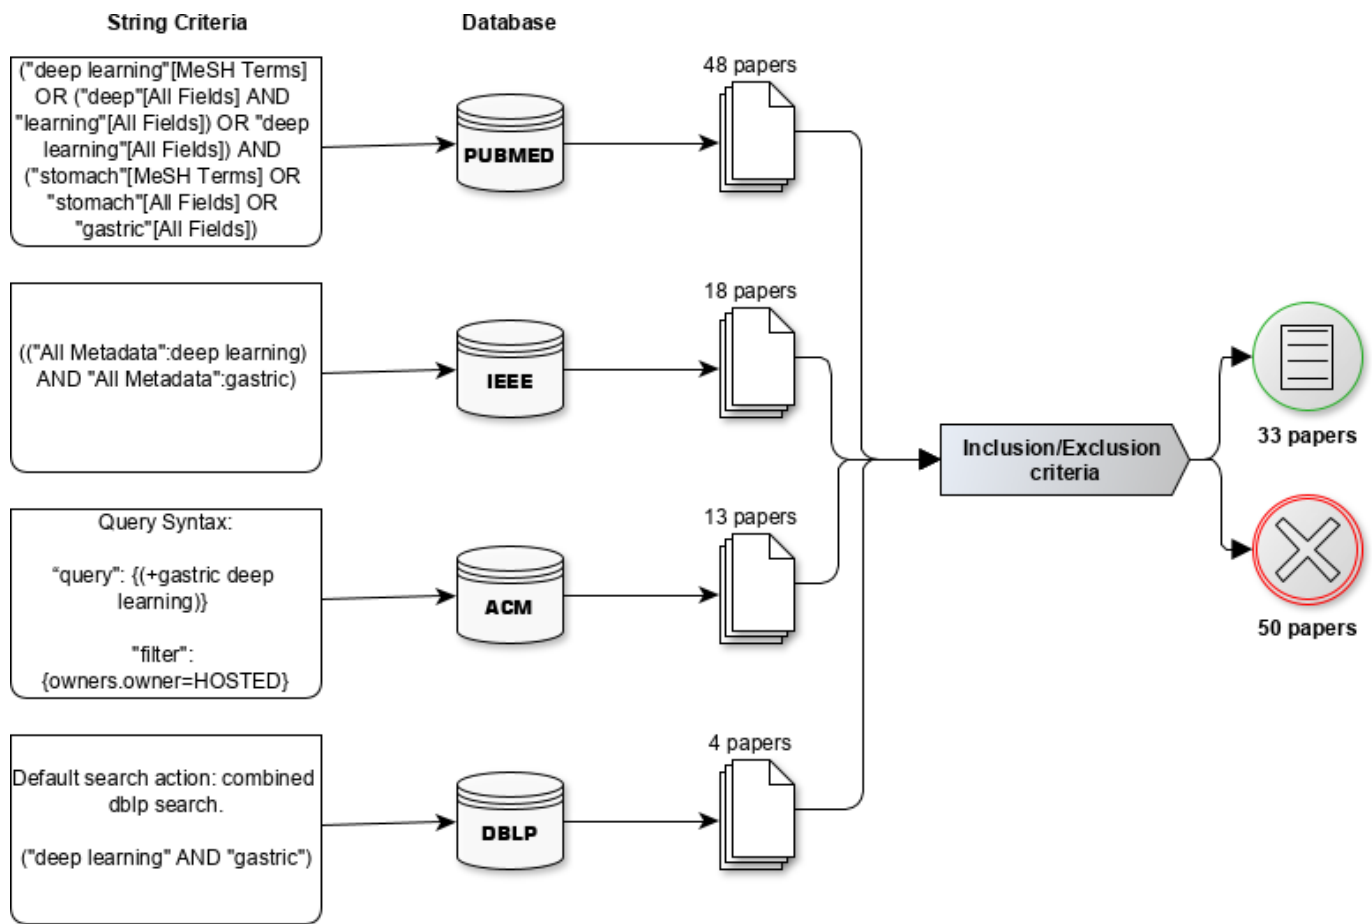 String Criteria
Database
("deep learning"[MeSH Terms]
OR ("deep"[All Fields] AND
"learning"[All Fields]) OR "deep
learning"[All Fields]) AND
("stomach"[MeSH Terms] OR
"stomach"[All Fields] OR
"gastric"[All Fields])
PUBMED
48 papers
(("All Metadata":deep learning)
AND "All Metadata":gastric)
IEEE
18 papers
Query Syntax:
“query": {(+gastric deep
learning)}
"filter":
{owners.owner=HOSTED}
ACM
13 papers
Default search action: combined
dblp search.
("deep learning" AND "gastric")
DBLP
4 papers
Inclusion/Exclusion
criteria
33 papers
50 papers